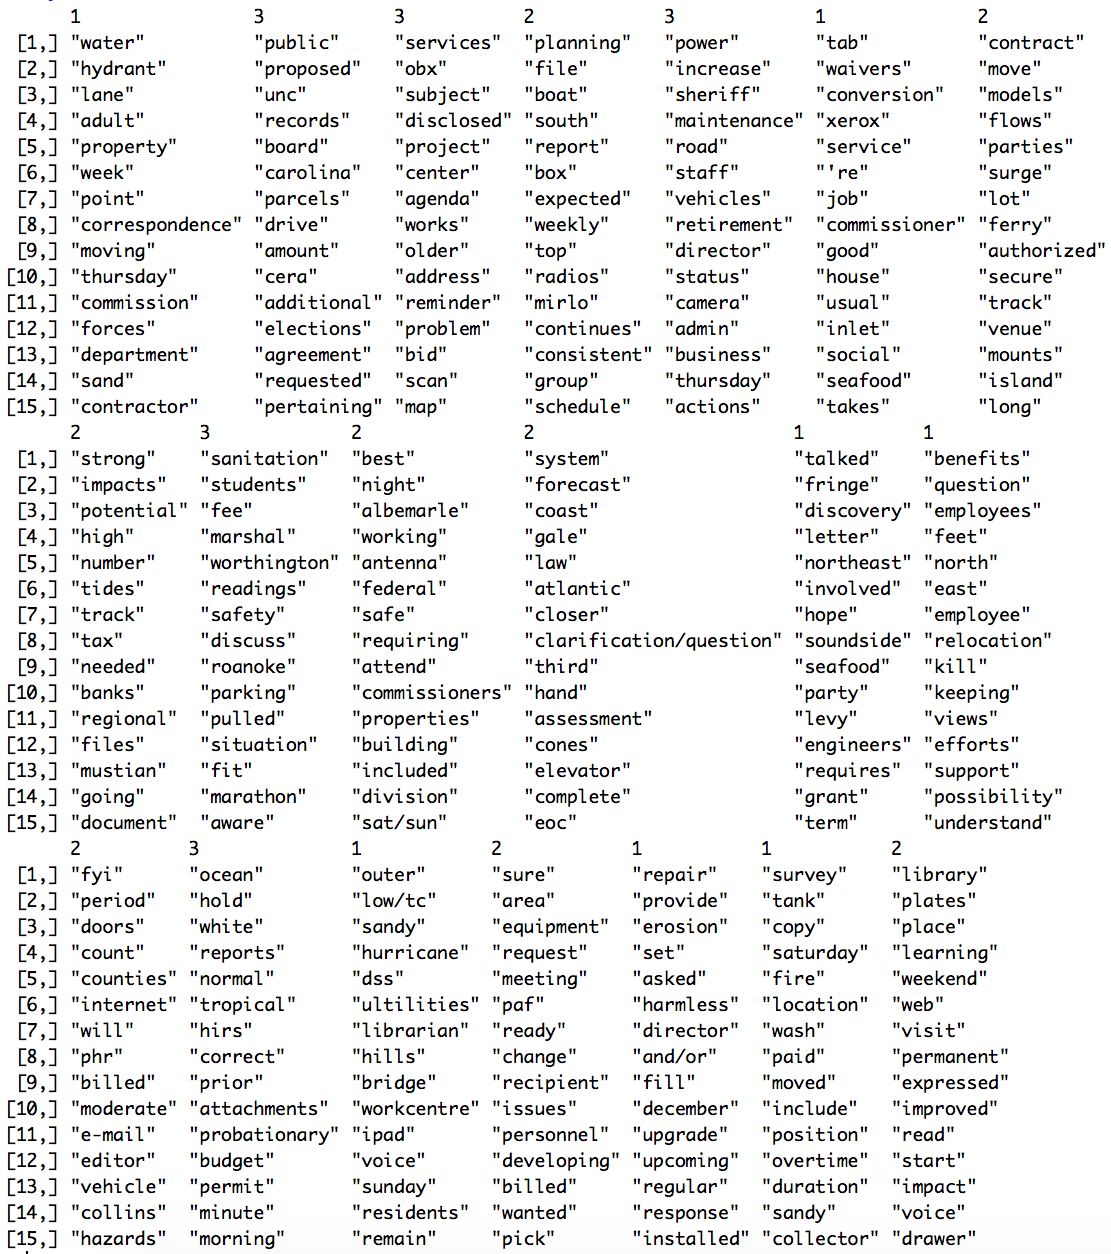 1 3 3 2 3 1 2
[1,] "water" "public" "services" "planning" "power" "tab" "contract"
[2,] "hydrant" "proposed" "obx" "file" "increase" "waivers" "move"
[3,] "lane" "unc" "subject" "boat" "sheriff" "conversion" "models"
[4,] "adult" "records" "disclosed" "south" "maintenance" "xerox" "flows"
[5,] "property" "board" "project" "report" "road" "service" "parties"
[6,] "week" "carolina" "center" "box" "staff" "'re" "surge"
[7,] "point" "parcels" "agenda" "expected" "vehicles" "job" "lot"
[8,] "correspondence" "drive" "works" "weekly" "retirement" "commissioner" "ferry"
[9,] "moving" "amount" "older" "top" "director" "good" "authorized"
[10,] "thursday" "cera" "address" "radios" "status" "house" "secure"
[11,] "commission" "additional" "reminder" "mirlo" "camera" "usual" "track"
[12,] "forces" "elections" "problem" "continues" "admin" "inlet" "venue"
[13,] "department" "agreement" "bid" "consistent" "business" "social" "mounts"
[14,] "sand" "requested" "scan" "group" "thursday" "seafood" "island"
[15,] "contractor" "pertaining" "map" "schedule" "actions" "takes" "long"
2 3 2 2 1 1
[1,] "strong" "sanitation" "best" "system" "talked" "benefits"
[2,] "impacts" "students" "night" "forecast" "fringe" "question"
[3,] "potential" "fee" "albemarle" "coast" "discovery" "employees"
[4,] "high" "marshal" "working" "gale" "letter" "feet"
[5,] "number" "worthington" "antenna" "law" "northeast" "north"
[6,] "tides" "readings" "federal" "atlantic" "involved" "east"
[7,] "track" "safety" "safe" "closer" "hope" "employee"
[8,] "tax" "discuss" "requiring" "clarification/question" "soundside" "relocation"
[9,] "needed" "roanoke" "attend" "third" "seafood" "kill"
[10,] "banks" "parking" "commissioners" "hand" "party" "keeping"
[11,] "regional" "pulled" "properties" "assessment" "levy" "views"
[12,] "files" "situation" "building" "cones" "engineers" "efforts"
[13,] "mustian" "fit" "included" "elevator" "requires" "support"
[14,] "going" "marathon" "division" "complete" "grant" "possibility"
[15,] "document" "aware" "sat/sun" "eoc" "term" "understand"
2 3 1 2 1 1 2
[1,] "fyi" "ocean" "outer" "sure" "repair" "survey" "library"
[2,] "period" "hold" "low/tc" "area" "provide" "tank" "plates"
[3,] "doors" "white" "sandy" "equipment" "erosion" "copy" "place"
[4,] "count" "reports" "hurricane" "request" "set" "saturday" "learning"
[5,] "counties" "normal" "dss" "meeting" "asked" "fire" "weekend"
[6,] "internet" "tropical" "ultilities" "paf" "harmless" "location" "web"
[7,] "will" "hirs" "librarian" "ready" "director" "wash" "visit"
[8,] "phr" "correct" "hills" "change" "and/or" "paid" "permanent"
[9,] "billed" "prior" "bridge" "recipient" "fill" "moved" "expressed"
[10,] "moderate" "attachments" "workcentre" "issues" "december" "include" "improved"
[11,] "e-mail" "probationary" "ipad" "personnel" "upgrade" "position" "read"
[12,] "editor" "budget" "voice" "developing" "upcoming" "overtime" "start"
[13,] "vehicle" "permit" "sunday" "billed" "regular" "duration" "impact"
[14,] "collins" "minute" "residents" "wanted" "response" "sandy" "voice"
[15,] "hazards" "morning" "remain" "pick" "installed" "collector" "drawer"